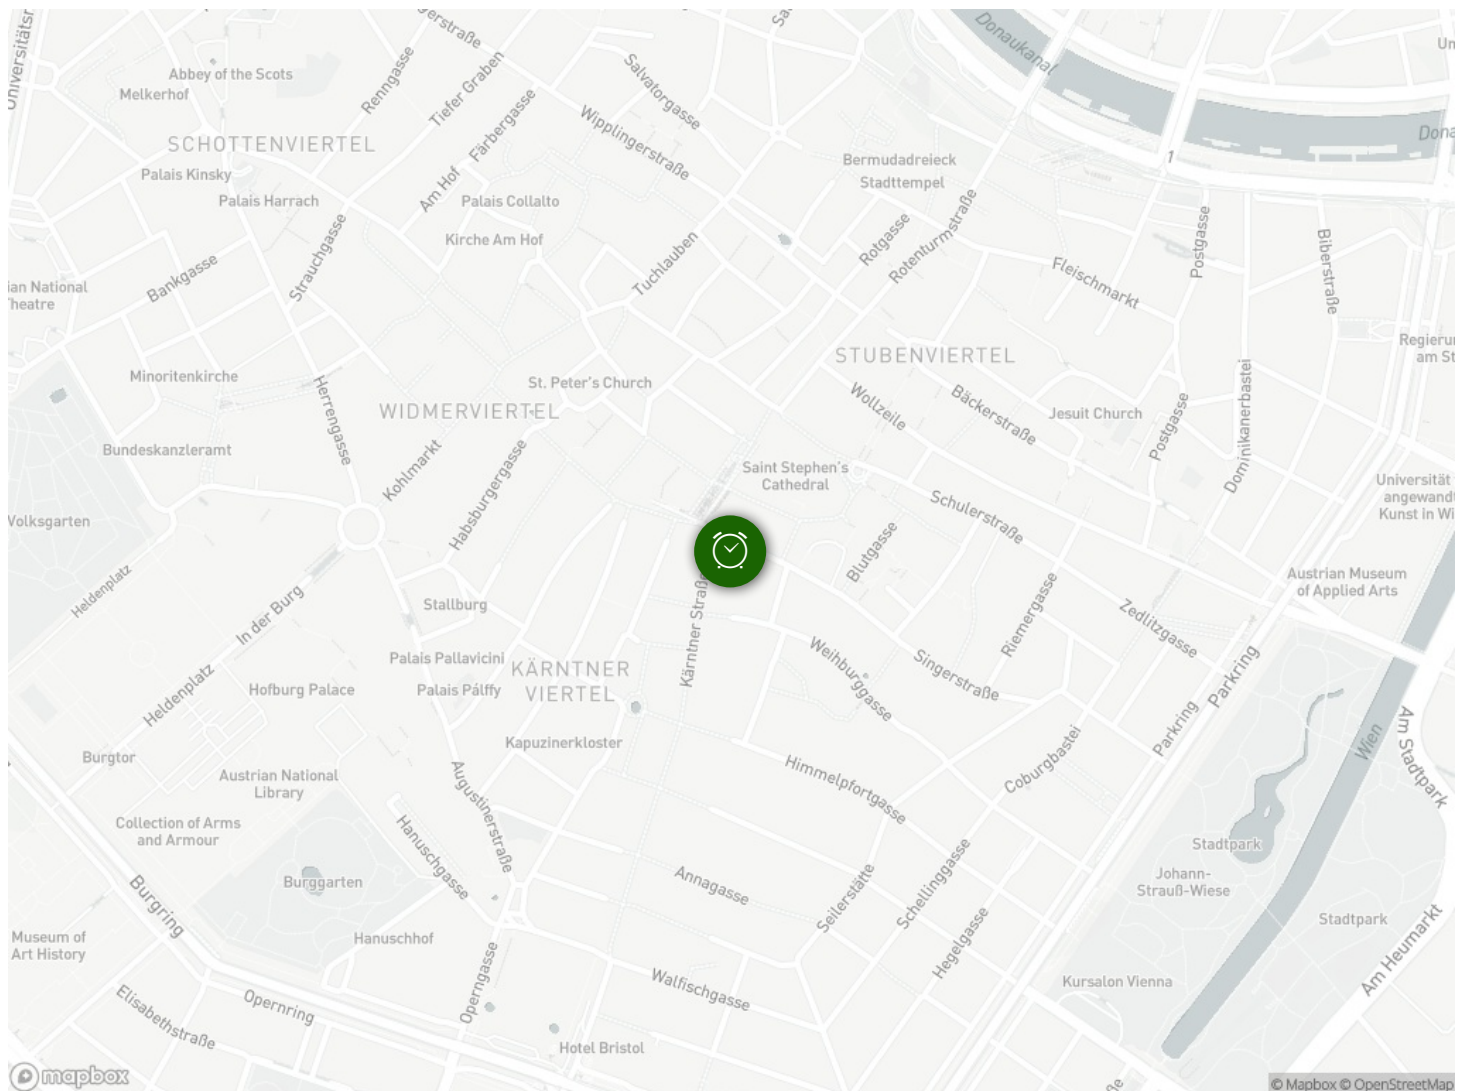 Universitätsr
gerstraße
Donaukanal
Abbey of the Scots
Melkerhof
Renngasse
Tiefer Graben
Salvatorgasse
Färbergasse
Wipplingerstraße
SCHOTTENVIERTEL
Palais Kinsky
Palais Harrach
Am Hof
Palais Collalto
Kirche Am Hof
Bermudadreieck
Stadttempel
1
Rotgasse
Rotenturmstraße
Fleischmarkt
Postgasse
Biberstraße
Bankgasse
Strauchgasse
Tuchlauben
ian National
Theatre
STUBENVIERTEL
Regieru
am St
Minoritenkirche
Herrengasse
St. Peter's Church
WIDMERVIERTEL
Wollzeile
Bäckerstraße
Jesuit Church
Postgasse
Dominikanerbastei
Bundeskanzleramt
Kohlmarkt
Habsburgergasse
Saint Stephen's
Cathedral
Schulerstraße
Universität
angewandt
Kunst in Wi
Volksgarten
Blutgasse
Heldenplatz
In der Burg
Stallburg
Kärntner Straße
Riemergasse
Zedlitzgasse
Austrian Museum
of Applied Arts
Heldenplatz
Hofburg Palace
Palais Pallavicini
Palais Pálffy
KÄRNTNER
VIERTEL
Weihburggasse
Singerstraße
Parkring
Parkring
Wien
Am Stadtpark
Burgtor
Austrian National
Library
Kapuzinerkloster
Augustinerstraße
Himmelpfortgasse
Coburgbastei
Collection of Arms
and Armour
Hanuschgasse
Stadtpark
Burggarten
Burgring
Annagasse
Seilerstätte
Schellinggasse
Hegelgasse
Johann-
Strauß-Wiese
Stadtpark
Museum of
Art History
Hanuschhof
Operngasse
Walfischgasse
Kursalon Vienna
Am Heumarkt
Elisabethstraße
Opernring
Hotel Bristol
mapbox
© Mapbox © OpenStreetMap